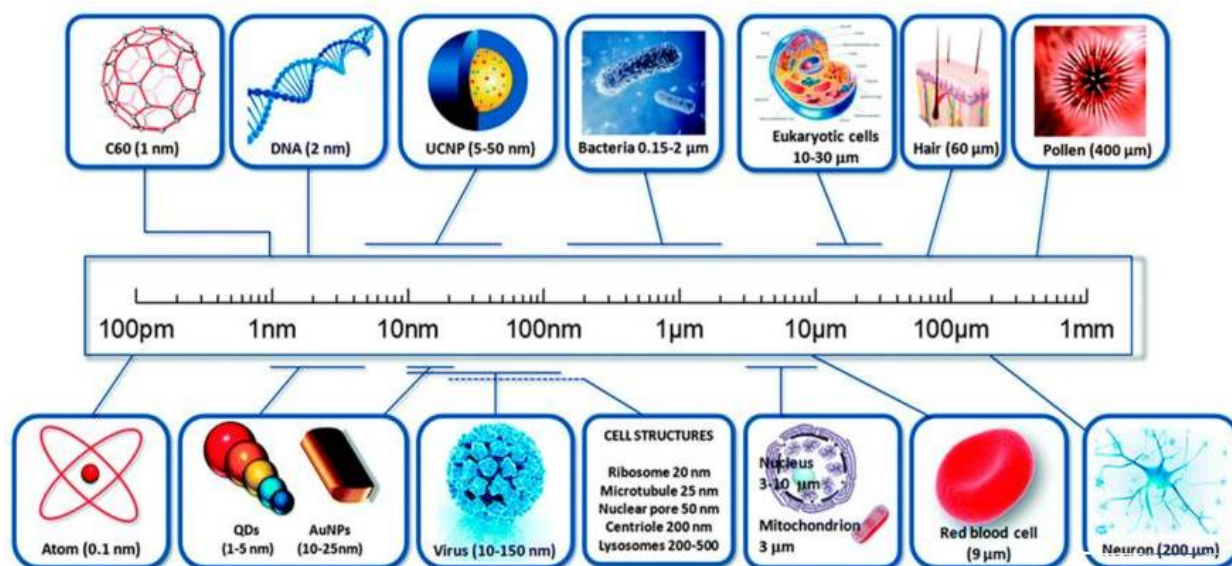 C60 (1 nm)
DNA (2 nm)
UCNP (5-50 nm)
Bacteria 0.15-2 µm
Eukaryotic cells
10-30 µm
Hair (60 µm)
Pollen (400 µm)
100pm 1nm 10nm 100nm 1µm 10µm 100µm 1mm
Atom (0.1 nm)
QDs
(1-5 nm)
AuNPs
(10-25nm)
Virus (10-150 nm)
CELL STRUCTURES
Ribosome 20 nm
Microtubule 25 nm
Nuclear pore 50 nm
Centriole 200 nm
Lysosomes 200-500
Nucleus
3-10 µm
Mitochondrion
3 µm
Red blood cell
(9 µm)
Neuron (200 µm)